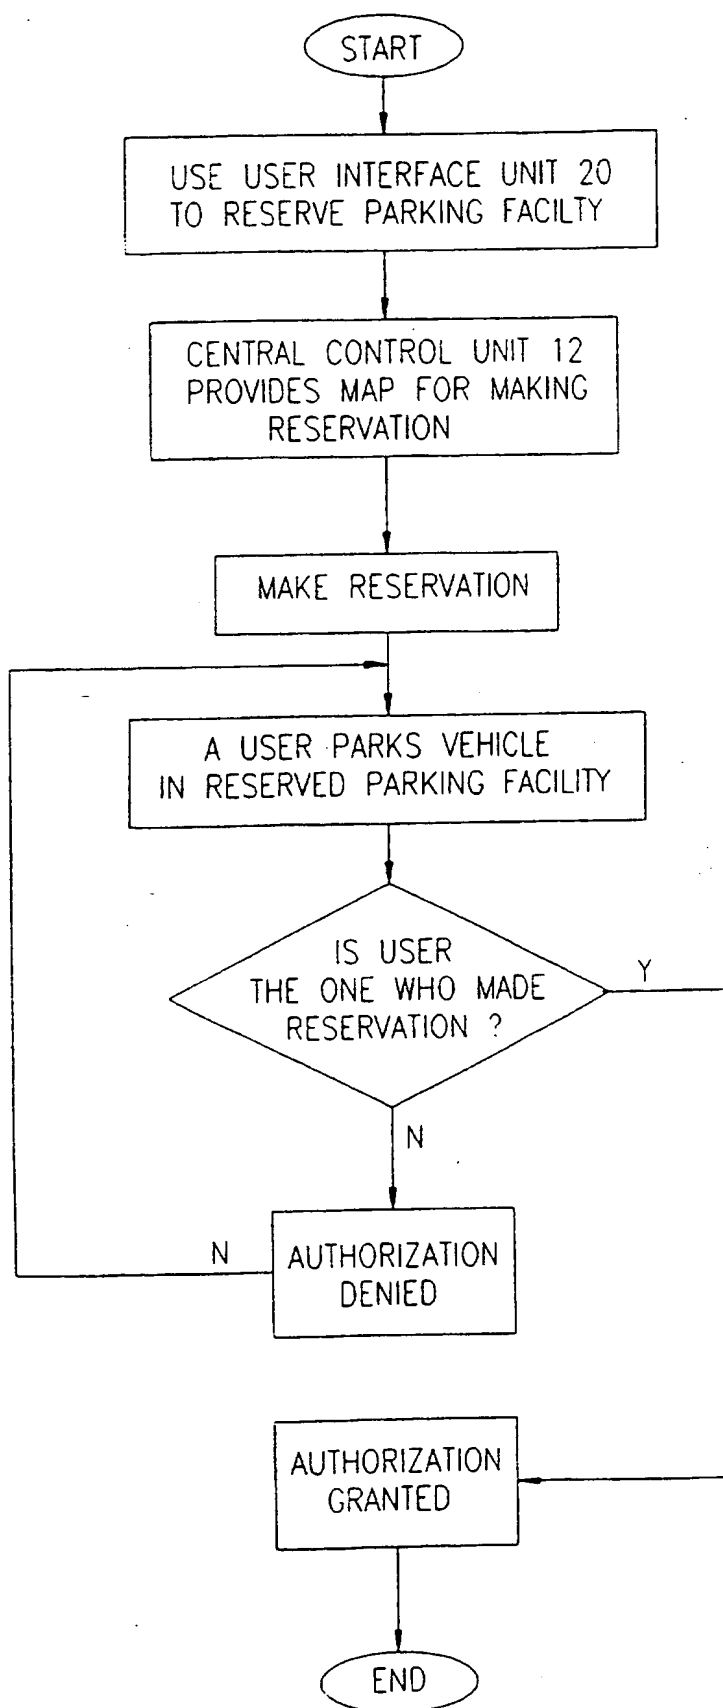 START
USE USER INTERFACE UNIT 20
TO RESERVE PARKING FACILTY
CENTRAL CONTROL UNIT 12
PROVIDES MAP FOR MAKING
RESERVATION
MAKE RESERVATION
A USER PARKS VEHICLE
IN RESERVED PARKING FACILITY
IS USER
THE ONE WHO MADE
RESERVATION ?
Y
N
N
AUTHORIZATION
DENIED
AUTHORIZATION
GRANTED
END